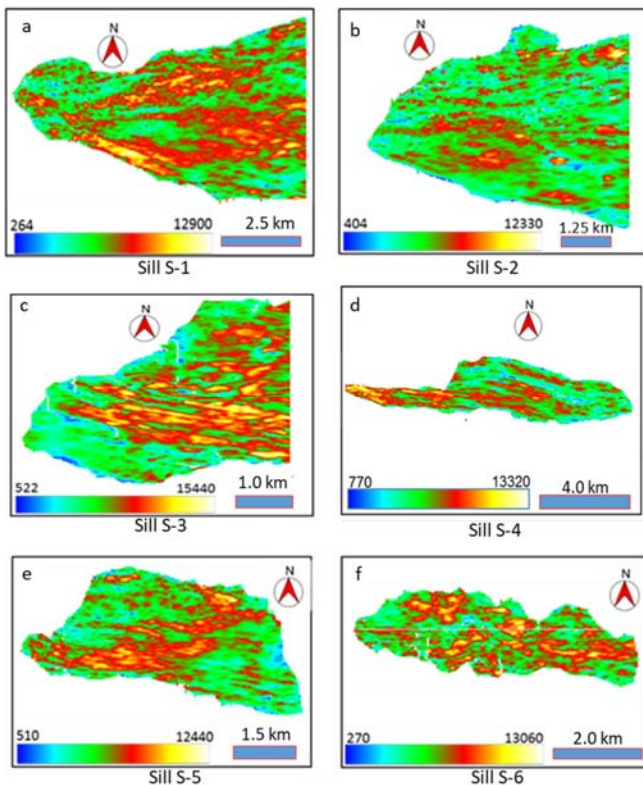 a
N
264
12900
2.5 km
Sill S-1
b
N
404
12330
1.25 km
Sill S-2
c
N
522
15440
1.0 km
Sill S-3
d
N
770
13320
4.0 km
Sill S-4
e
N
510
12440
1.5 km
Sill S-5
f
N
270
13060
2.0 km
Sill S-6